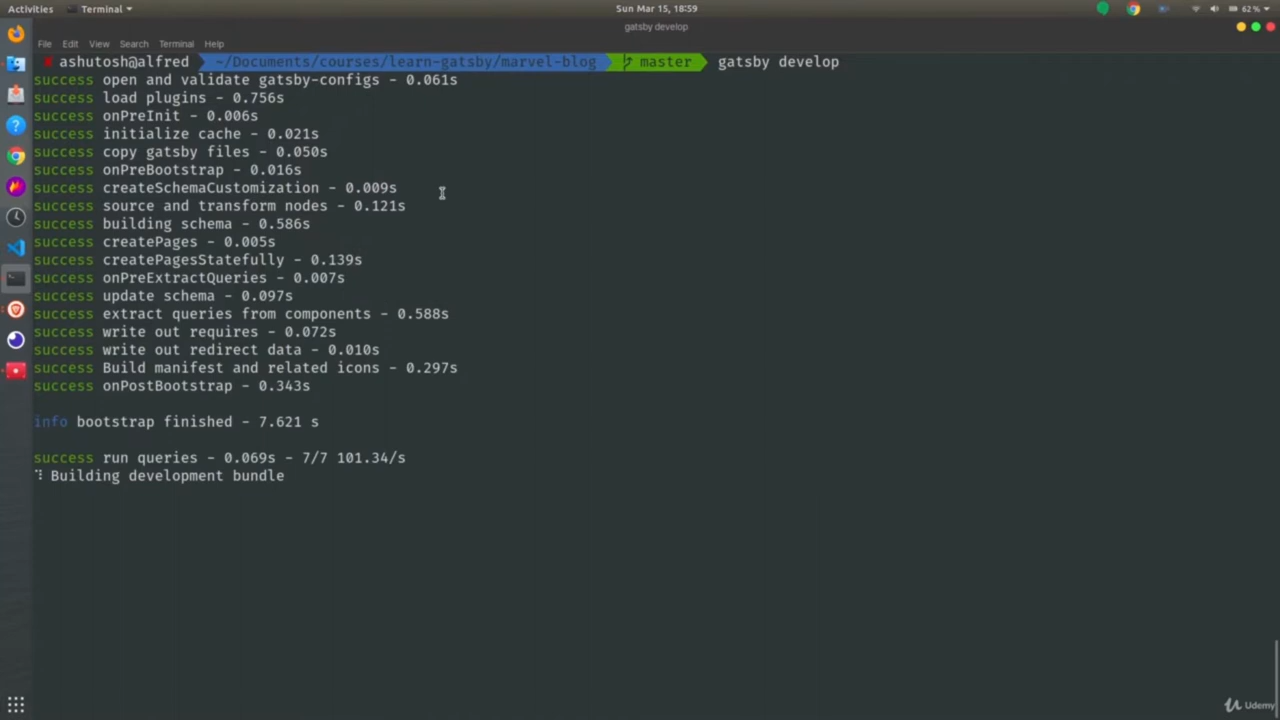 Activities Terminal Sun Mar 15, 18:59 62 %
gatsby develop
File Edit View Search Terminal Help
✘ ashutosh@alfred ~/Documents/courses/learn-gatsby/marvel-blog master gatsby develop
success open and validate gatsby-configs - 0.061s
success load plugins - 0.756s
success onPreInit - 0.006s
success initialize cache - 0.021s
success copy gatsby files - 0.050s
success onPreBootstrap - 0.016s
success createSchemaCustomization - 0.009s
success source and transform nodes - 0.121s
success building schema - 0.586s
success createPages - 0.005s
success createPagesStatefully - 0.139s
success onPreExtractQueries - 0.007s
success update schema - 0.097s
success extract queries from components - 0.588s
success write out requires - 0.072s
success write out redirect data - 0.010s
success Build manifest and related icons - 0.297s
success onPostBootstrap - 0.343s
info bootstrap finished - 7.621 s
success run queries - 0.069s - 7/7 101.34/s
⠹ Building development bundle
Udemy